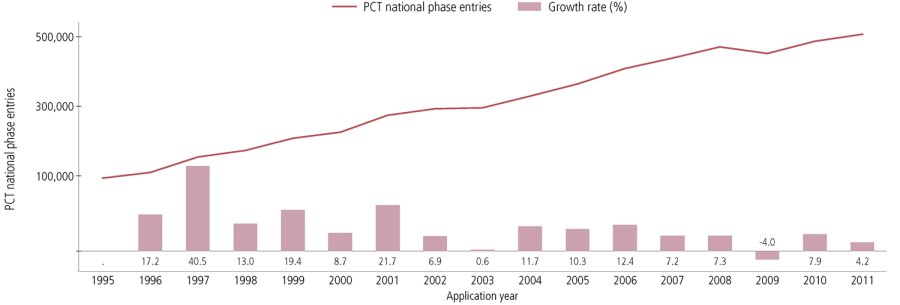 PCT national phase entries Growth rate (%)
500,000
300,000
100,000
PCT national phase entries
-4.0
. 17.2 40.5 13.0 19.4 8.7 21.7 6.9 0.6 11.7 10.3 12.4 7.2 7.3 7.9 4.2
1995 1996 1997 1998 1999 2000 2001 2002 2003 2004 2005 2006 2007 2008 2009 2010 2011
Application year